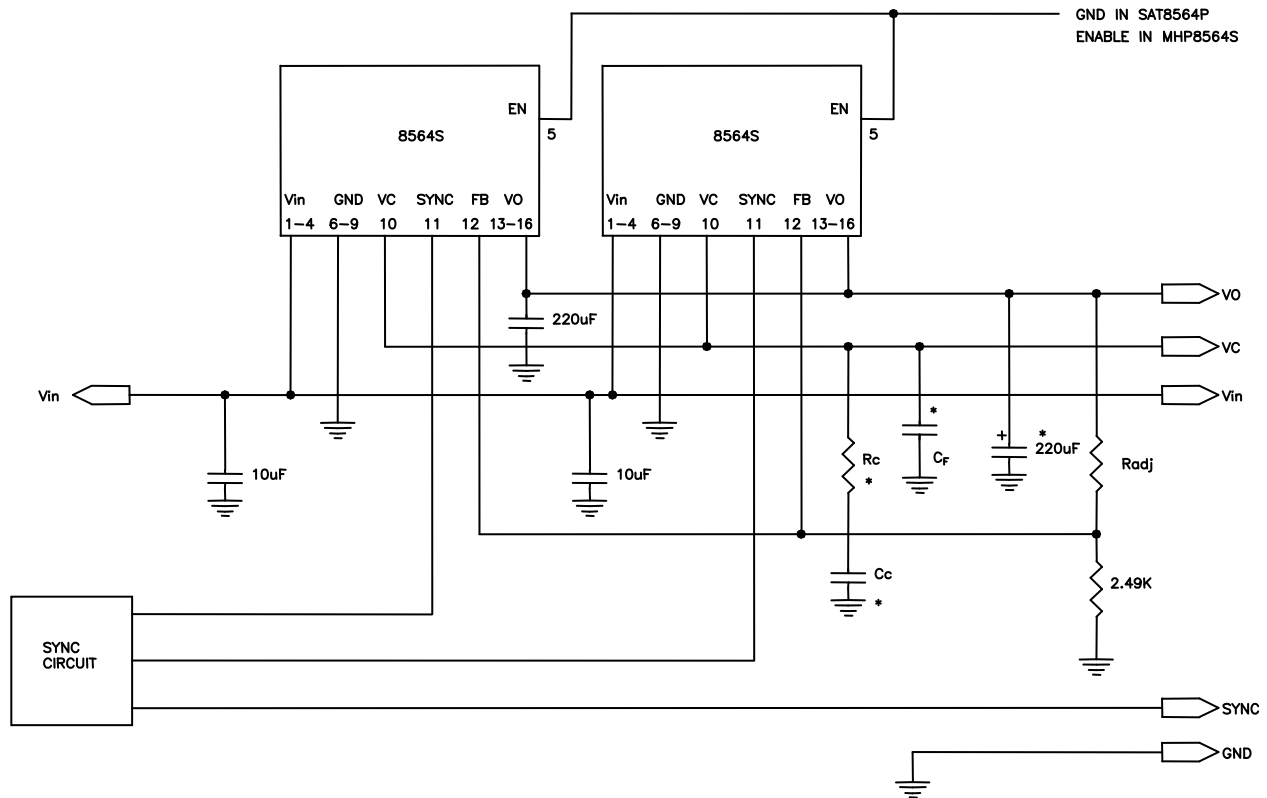 GND IN SAT8564P
ENABLE IN MHP8564S
EN
5
8564S
Vin GND VC SYNC FB VO
1-4 6-9 10 11 12 13-16
EN
5
8564S
Vin GND VC SYNC FB VO
1-4 6-9 10 11 12 13-16
VO
220uF
VC
Vin
Vin
10uF
10uF
Rc
*
*
CF
+
*
220uF
Radj
Cc
*
2.49K
SYNC
CIRCUIT
SYNC
GND